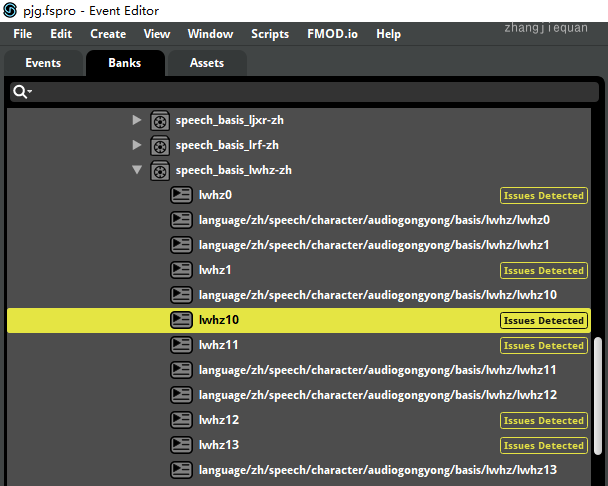 pjg.fspro - Event Editor
zhangjiequan
File Edit Create View Window Scripts FMOD.io Help
Events Banks Assets
speech_basis_ljxr-zh
speech_basis_lrf-zh
speech_basis_lwhz-zh
lwhz0 Issues Detected
language/zh/speech/character/audiogongyong/basis/lwhz/lwhz0
language/zh/speech/character/audiogongyong/basis/lwhz/lwhz1
lwhz1 Issues Detected
language/zh/speech/character/audiogongyong/basis/lwhz/lwhz10
lwhz10 Issues Detected
lwhz11 Issues Detected
language/zh/speech/character/audiogongyong/basis/lwhz/lwhz11
language/zh/speech/character/audiogongyong/basis/lwhz/lwhz12
lwhz12 Issues Detected
lwhz13 Issues Detected
language/zh/speech/character/audiogongyong/basis/lwhz/lwhz13